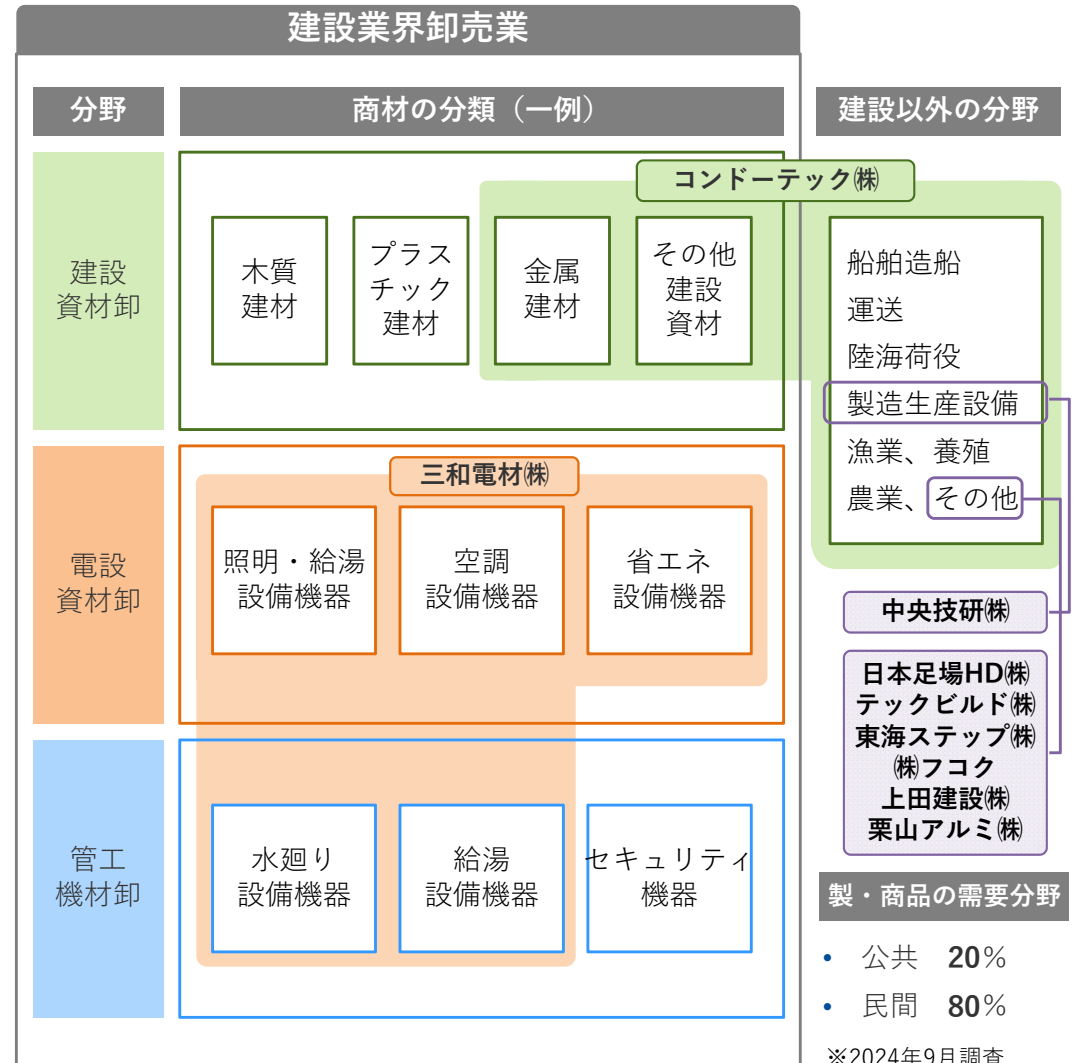 建設業界卸売業
分野
商材の分類（一例）
建設以外の分野
コンドーテック㈱
建設
資材卸
木質
建材
プラス
チック
建材
金属
建材
その他
建設
資材
船舶造船
運送
陸海荷役
製造生産設備
漁業、養殖
農業、その他
三和電材㈱
電設
資材卸
照明・給湯
設備機器
空調
設備機器
省エネ
設備機器
中央技研㈱
日本足場HD㈱
テックビルド㈱
東海ステップ㈱
㈱フコク
上田建設㈱
栗山アルミ㈱
管工
機材卸
水廻り
設備機器
給湯
設備機器
セキュリティ
機器
製・商品の需要分野
• 公共 20％
• 民間 80％
※2024年9月調査